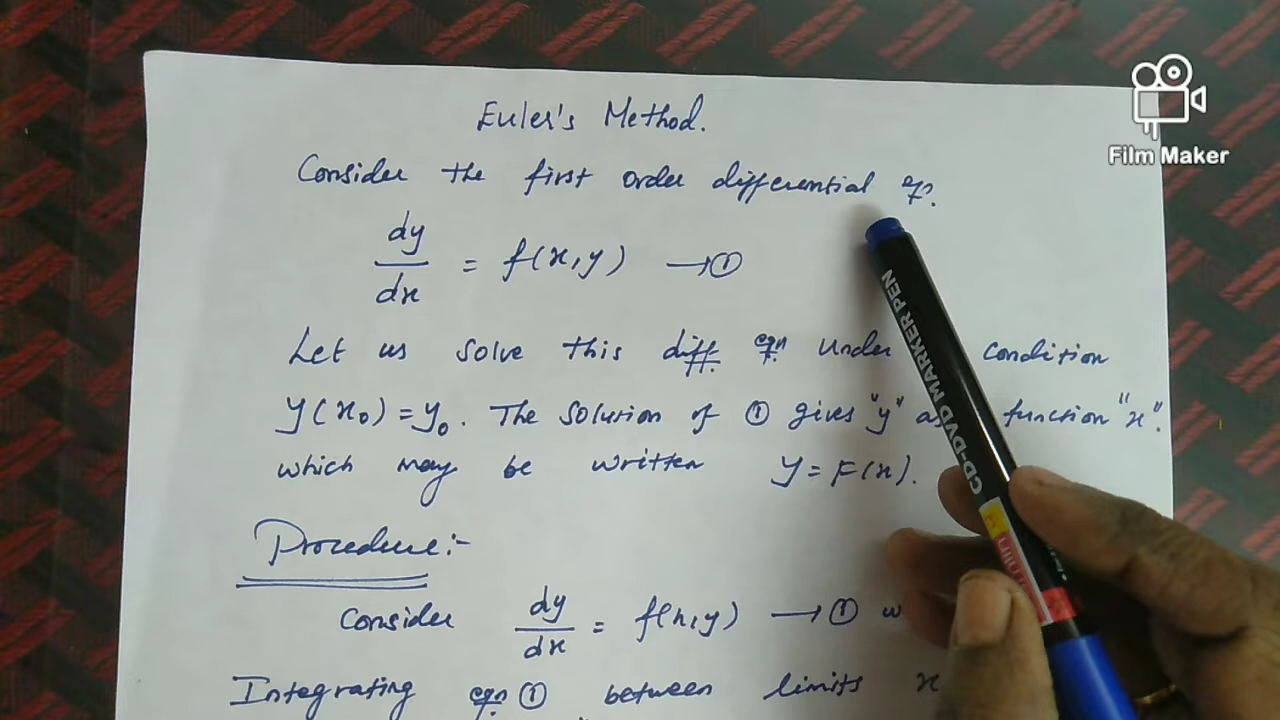 Euler's Method.
Consider the first order differential eqn.
dy/dx = f(x,y) →①
Let us solve this diff. eqn under condition
y(x₀)=y₀. The solution of ① gives "y" as function "x".
which may be written y=F(x).
Procedure:-
Consider dy/dx = f(x,y) →① w
Integrating eqn ① between limits x
Film Maker
CD-DVD MARKER PEN